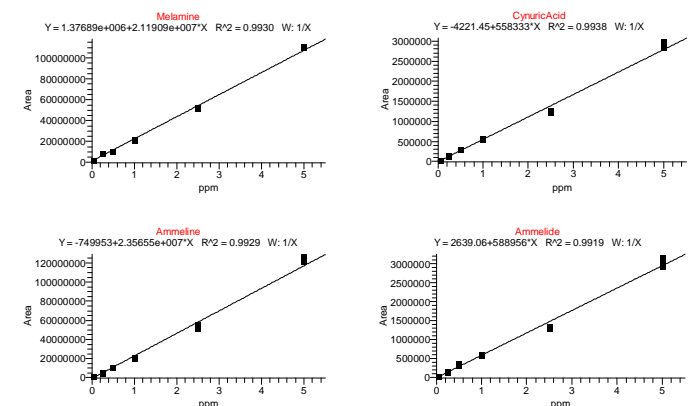 Melamine
Y = 1.37689e+006+2.11909e+007*X R^2 = 0.9930 W: 1/X
100000000
80000000
60000000
40000000
20000000
0
Area
0 1 2 3 4 5
ppm
CynuricAcid
Y = -4221.45+558333*X R^2 = 0.9938 W: 1/X
3000000
2500000
2000000
1500000
1000000
500000
0
Area
0 1 2 3 4 5
ppm
Ammeline
Y = -749953+2.35655e+007*X R^2 = 0.9929 W: 1/X
120000000
100000000
80000000
60000000
40000000
20000000
0
Area
0 1 2 3 4 5
ppm
Ammelide
Y = 2639.06+588956*X R^2 = 0.9919 W: 1/X
3000000
2500000
2000000
1500000
1000000
500000
0
Area
0 1 2 3 4 5
ppm